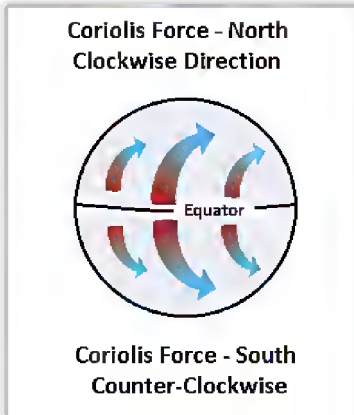 Coriolis Force - North
Clockwise Direction
Equator
Coriolis Force - South
Counter-Clockwise